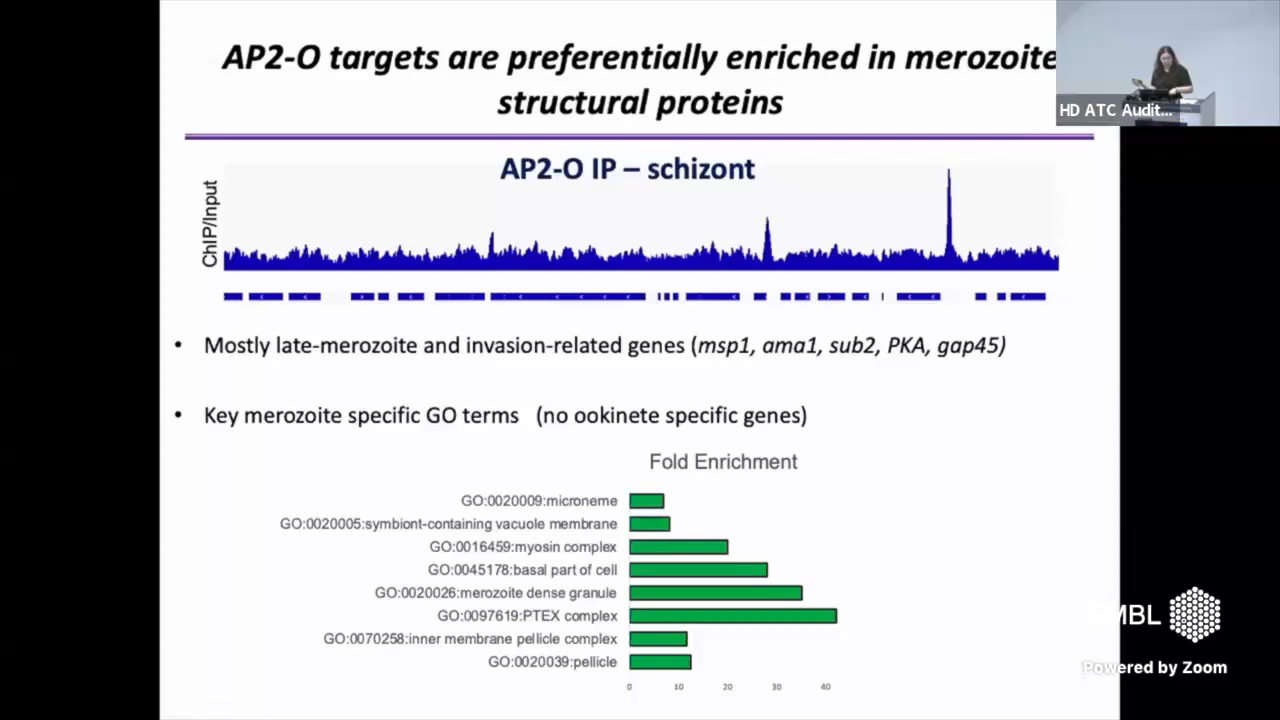 AP2-O targets are preferentially enriched in merozoite
structural proteins
HD ATC Audit...
AP2-O IP – schizont
ChIP/Input
• Mostly late-merozoite and invasion-related genes (msp1, ama1, sub2, PKA, gap45)
• Key merozoite specific GO terms (no ookinete specific genes)
Fold Enrichment
GO:0020009:microneme
GO:0020005:symbiont-containing vacuole membrane
GO:0016459:myosin complex
GO:0045178:basal part of cell
GO:0020026:merozoite dense granule
GO:0097619:PTEX complex
GO:0070258:inner membrane pellicle complex
GO:0020039:pellicle
0 10 20 30 40
EMBL
Powered by Zoom